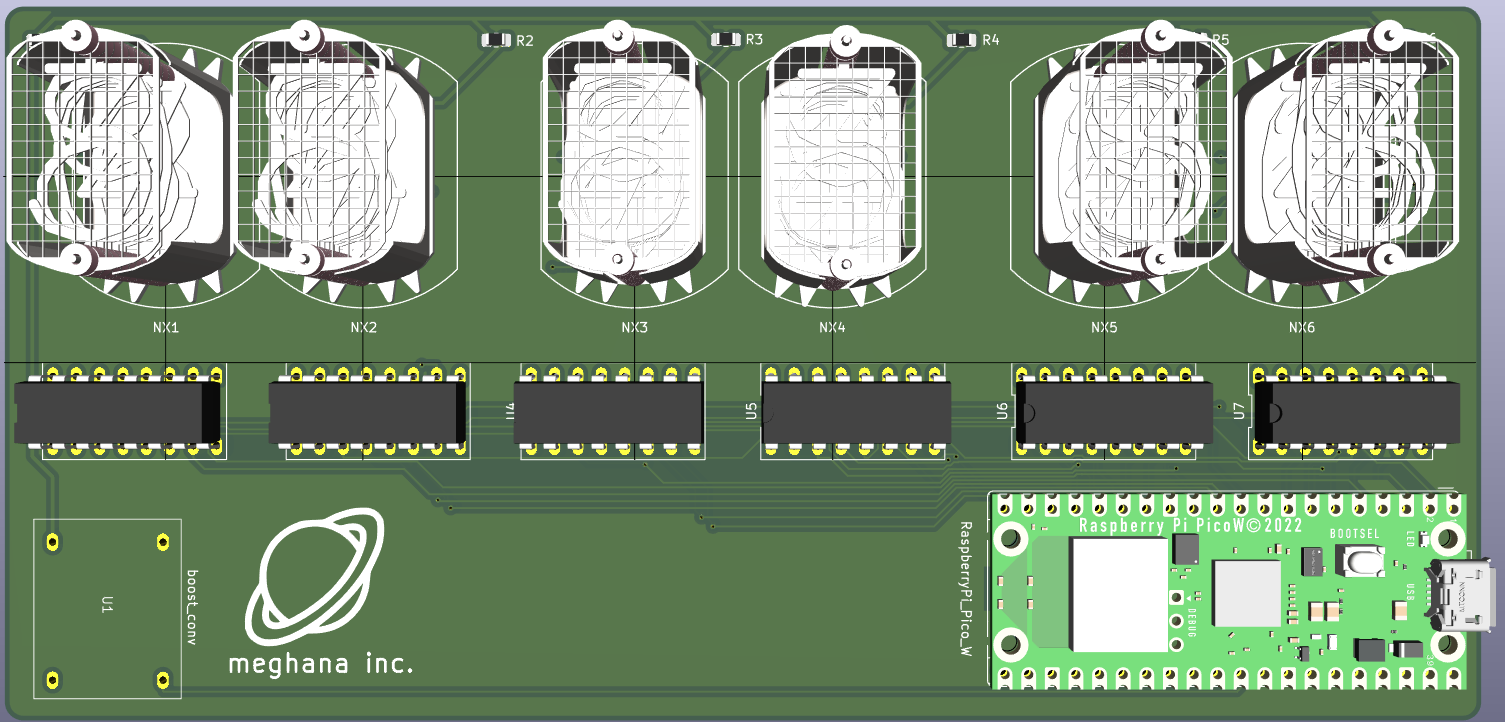 R2
R3
R4
R5
NX1
NX2
NX3
NX4
NX5
NX6
U4
U5
U6
U7
Raspberry Pi PicoW©2022
BOOTSEL
LED
USB
DEBUG
RaspberryPi_Pico_W
U1
boost_conv
meghana inc.